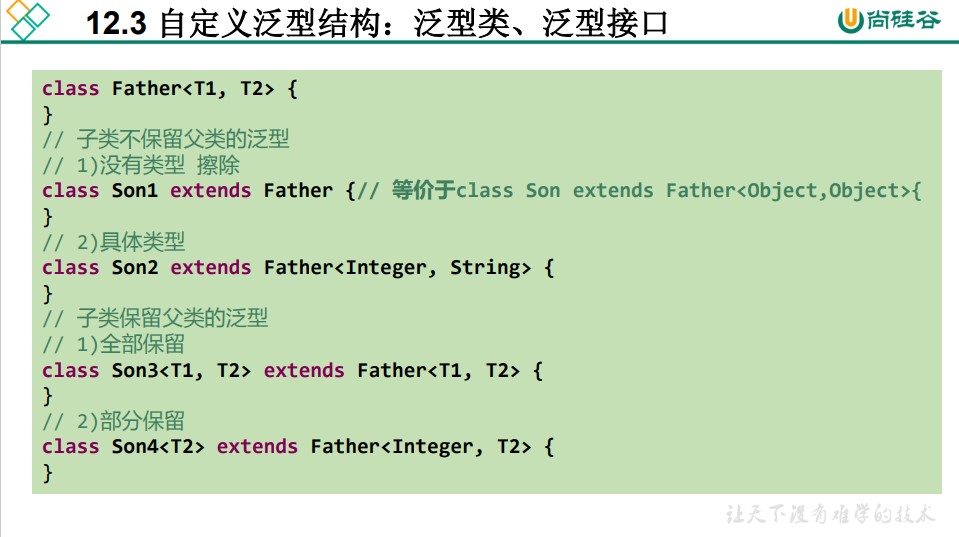 12.3 自定义泛型结构：泛型类、泛型接口
尚硅谷
class Father<T1, T2> {
}
// 子类不保留父类的泛型
// 1)没有类型 擦除
class Son1 extends Father {// 等价于class Son extends Father<Object,Object>{
}
// 2)具体类型
class Son2 extends Father<Integer, String> {
}
// 子类保留父类的泛型
// 1)全部保留
class Son3<T1, T2> extends Father<T1, T2> {
}
// 2)部分保留
class Son4<T2> extends Father<Integer, T2> {
}
让天下没有难学的技术